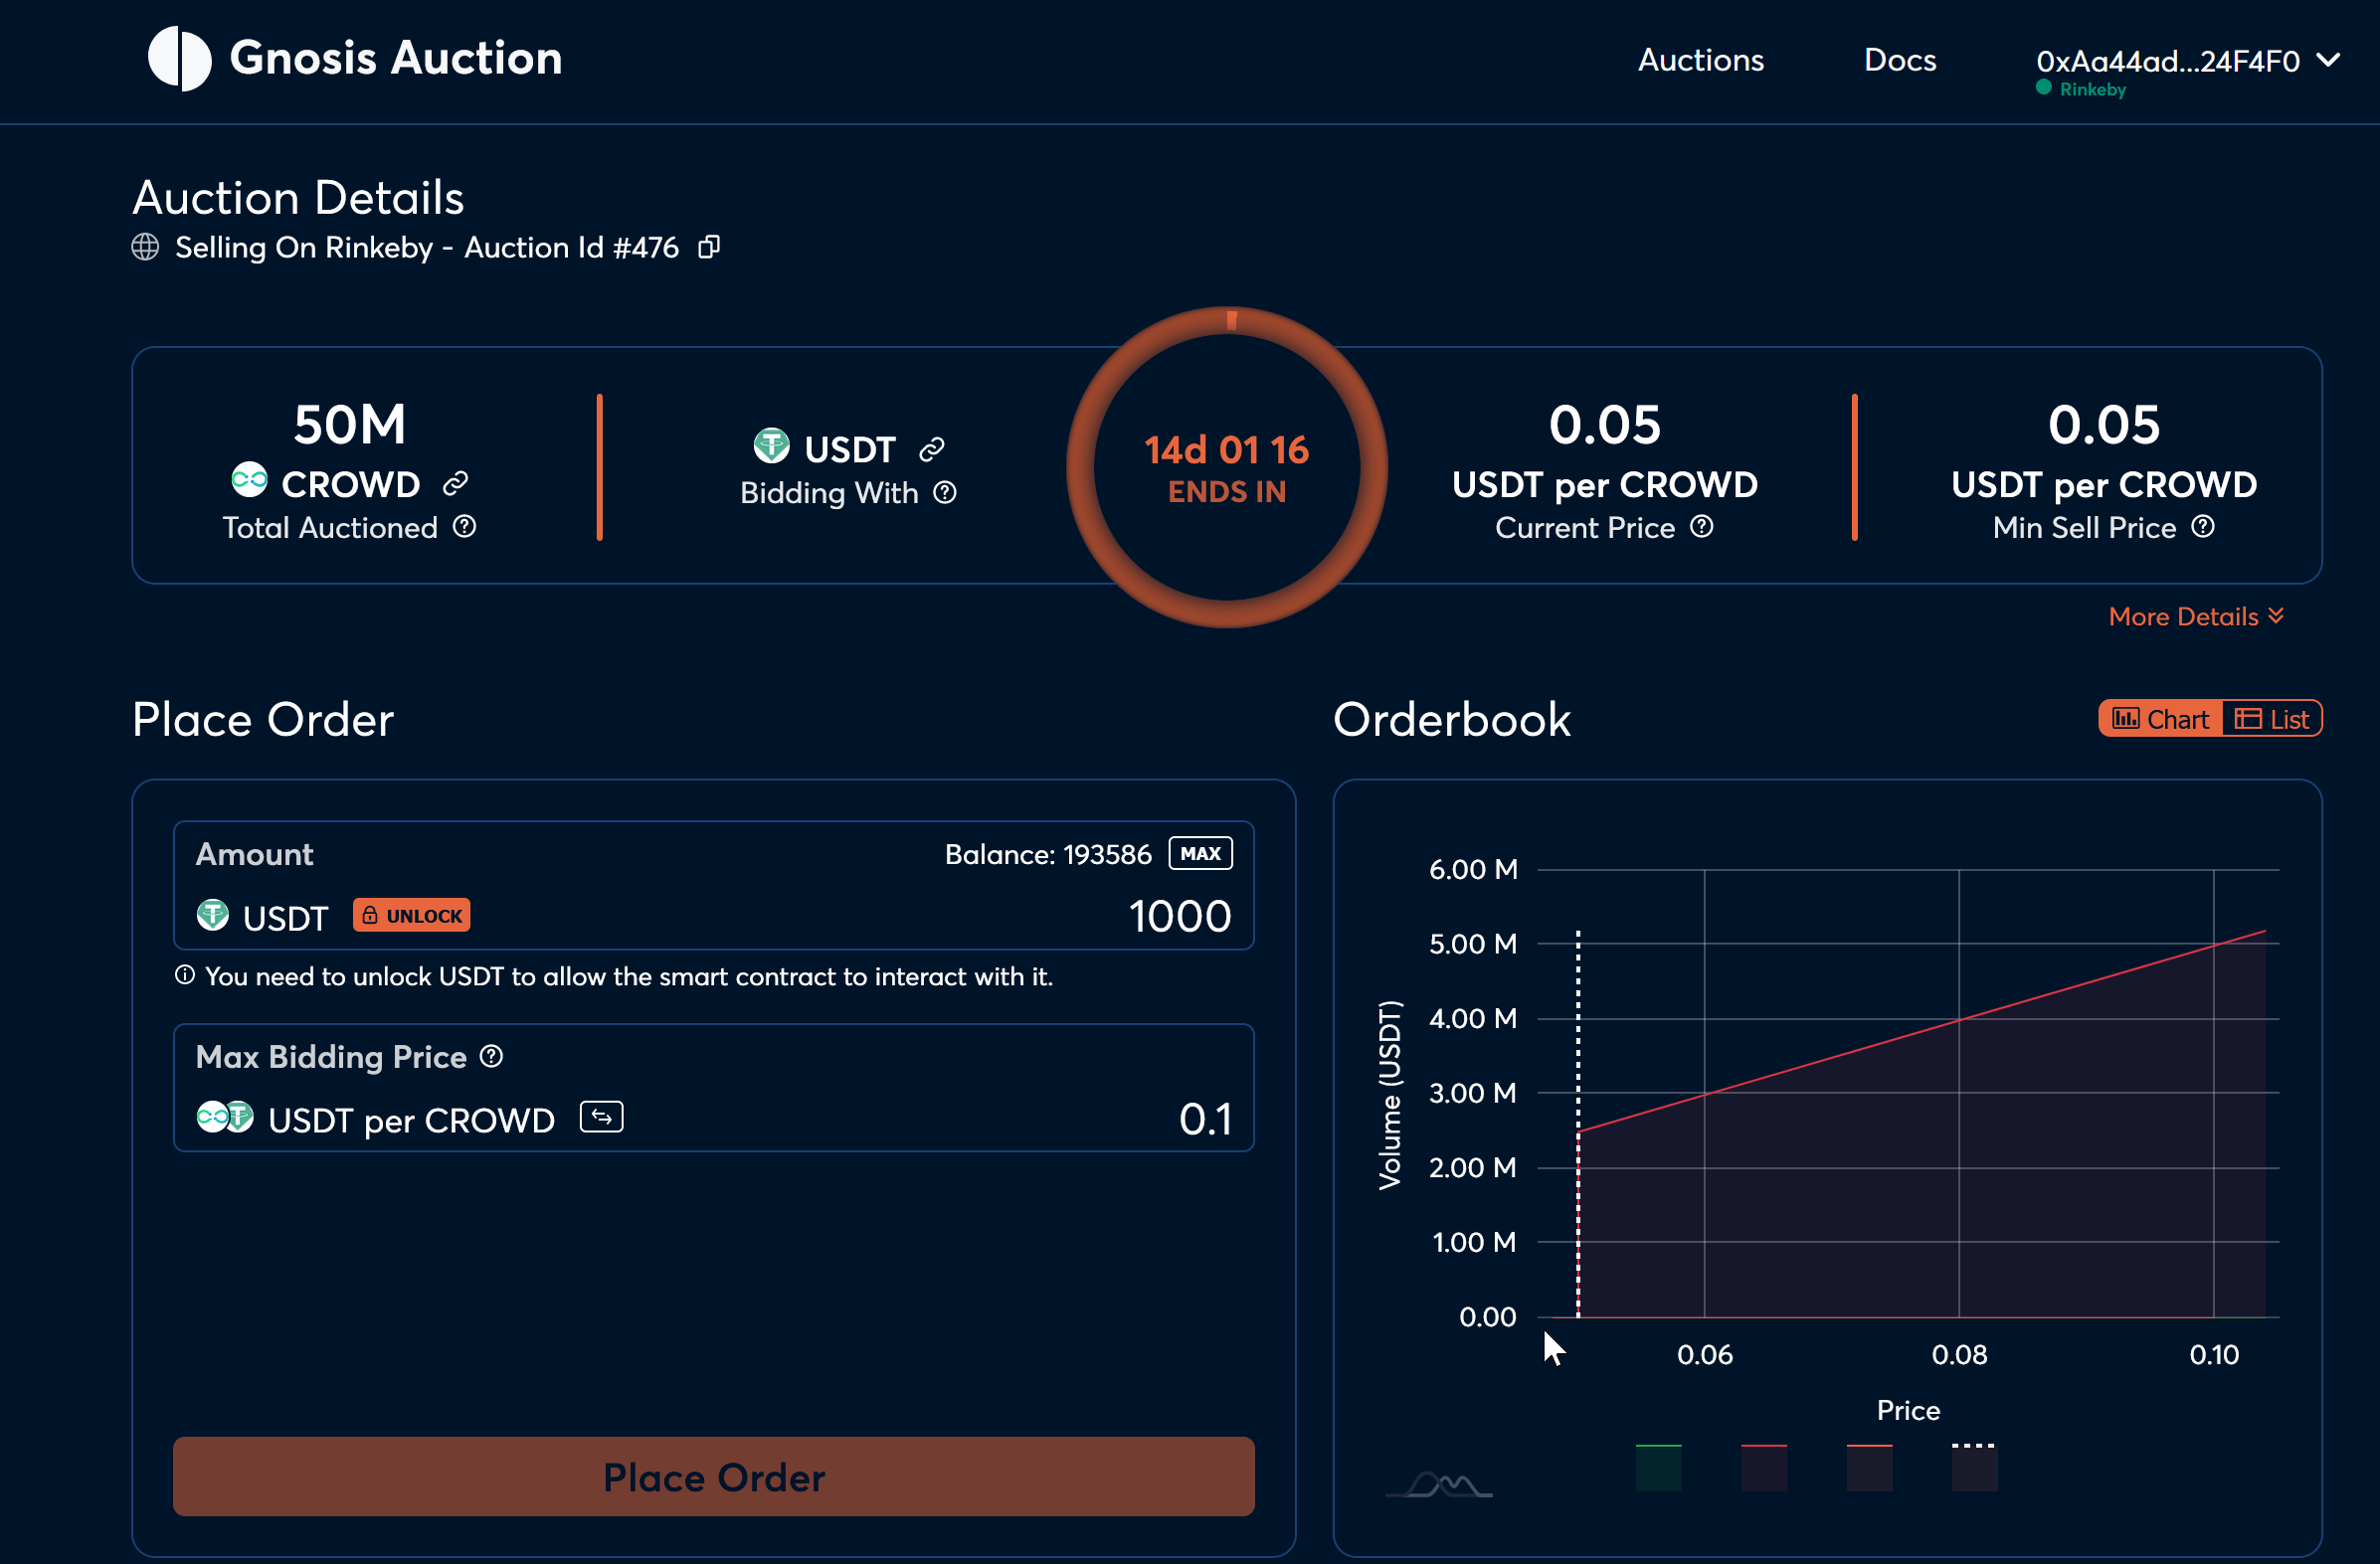 Gnosis Auction
Auctions
Docs
0xAa44ad...24F4F0
Rinkeby
Auction Details
Selling On Rinkeby - Auction Id #476
50M
CROWD
Total Auctioned
USDT
Bidding With
14d 01 16
ENDS IN
0.05
USDT per CROWD
Current Price
0.05
USDT per CROWD
Min Sell Price
More Details
Place Order
Amount
Balance: 193586 MAX
USDT UNLOCK 1000
You need to unlock USDT to allow the smart contract to interact with it.
Max Bidding Price
USDT per CROWD 0.1
Place Order
Orderbook
Chart List
Volume (USDT)
6.00 M
5.00 M
4.00 M
3.00 M
2.00 M
1.00 M
0.00
0.06 0.08 0.10
Price